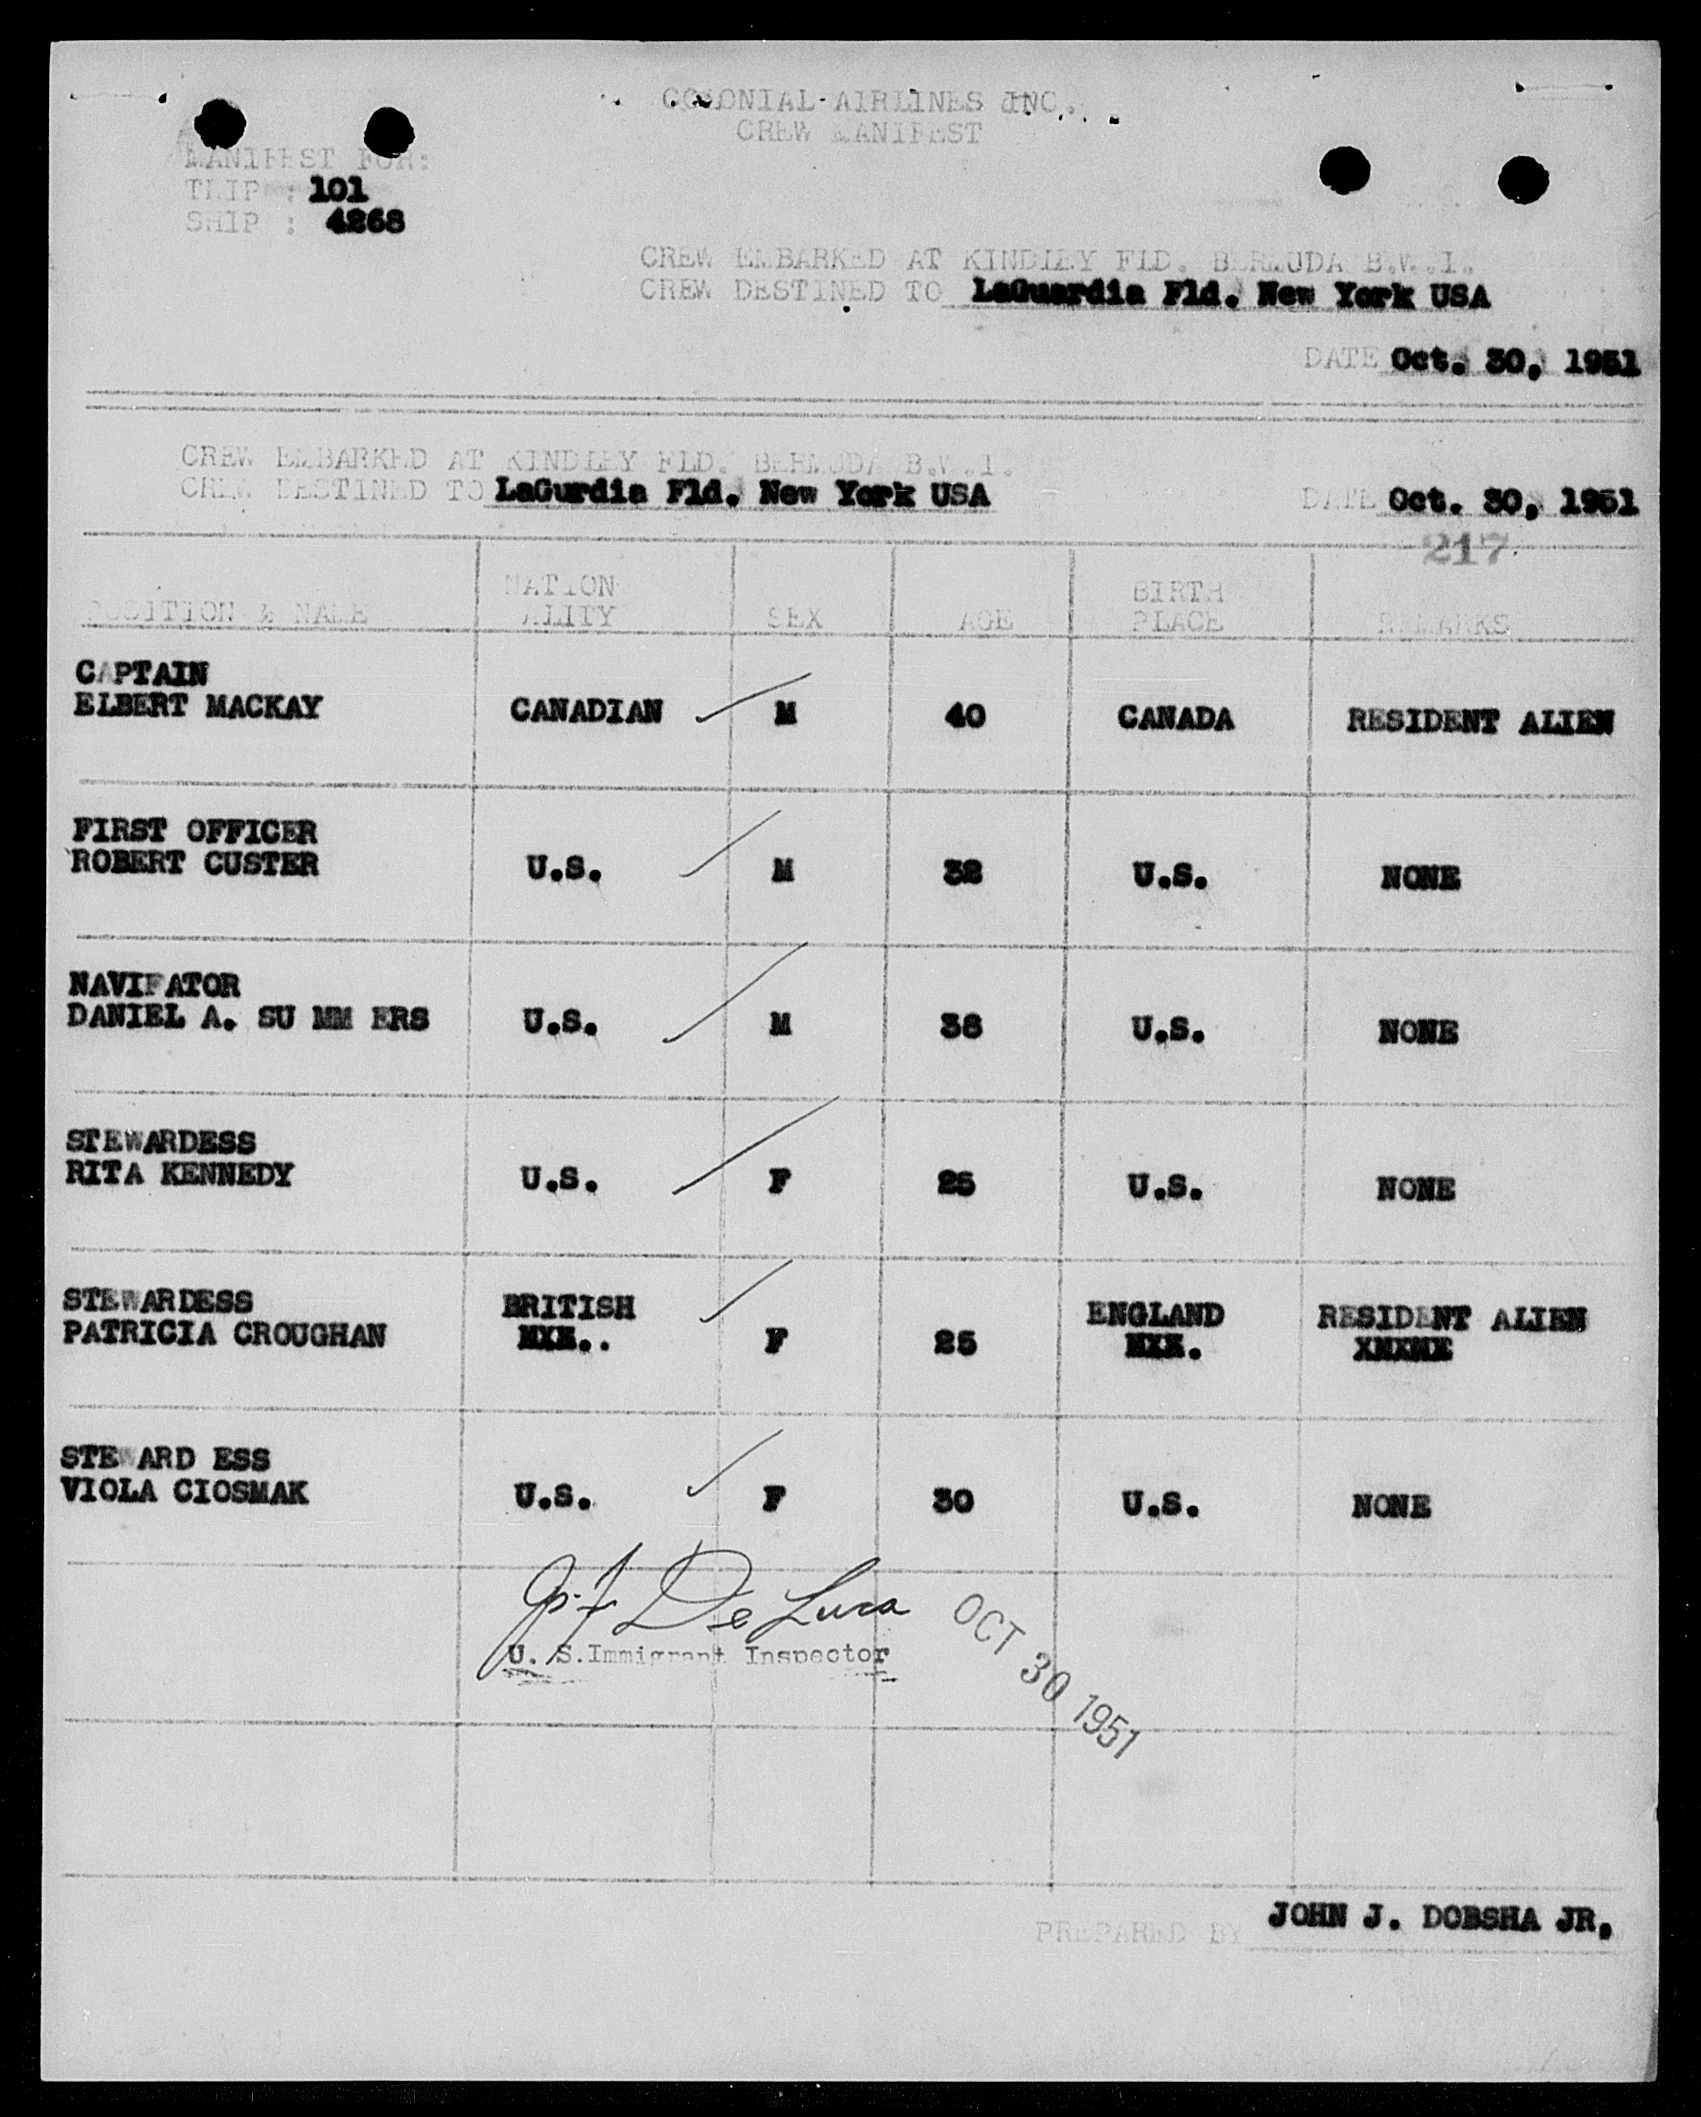 COLONIAL AIRLINES INC.
CREW MANIFEST
MANIFEST FOR:
TRIP : 101
SHIP : 4268
CREW EMBARKED AT KINDLEY FLD. BERMUDA B.W.I.
CREW DESTINED TO LaGuardia Fld. New York USA
DATE Oct. 30, 1951
CREW EMBARKED AT KINDLEY FLD. BERMUDA B.W.I.
CREW DESTINED TO LaGurdia Fld. New York USA DATE Oct. 30, 1951
217
NATION BIRTH
POSITION & NAME ALITY SEX AGE PLACE REMARKS
CAPTAIN
ELBERT MACKAY CANADIAN M 40 CANADA RESIDENT ALIEN
FIRST OFFICER
ROBERT CUSTER U.S. M 32 U.S. NONE
NAVIFATOR
DANIEL A. SU MM ERS U.S. M 38 U.S. NONE
STEWARDESS
RITA KENNEDY U.S. F 25 U.S. NONE
STEWARDESS BRITISH ENGLAND RESIDENT ALIEN
PATRICIA CROUGHAN F 25
STEWARD ESS
VIOLA CIOSMAK U.S. F 30 U.S. NONE
De Luca
U. S. Immigrant Inspector
OCT 30 1951
PREPARED BY JOHN J. DOBSHA JR.